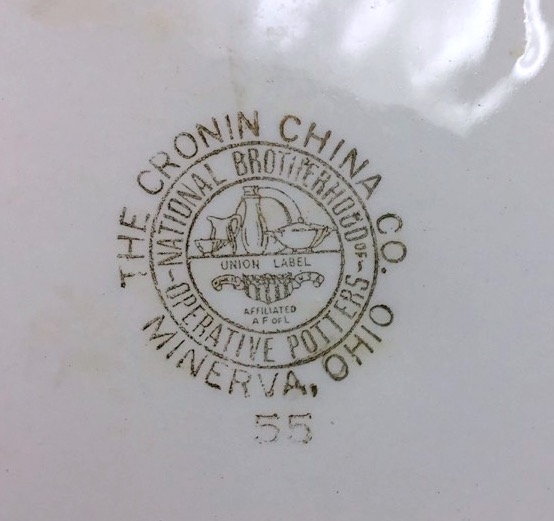 THE CRONIN CHINA CO.
NATIONAL BROTHERHOOD OF
OPERATIVE POTTERS
UNION LABEL
AFFILIATED
A F OF L
MINERVA, OHIO
55